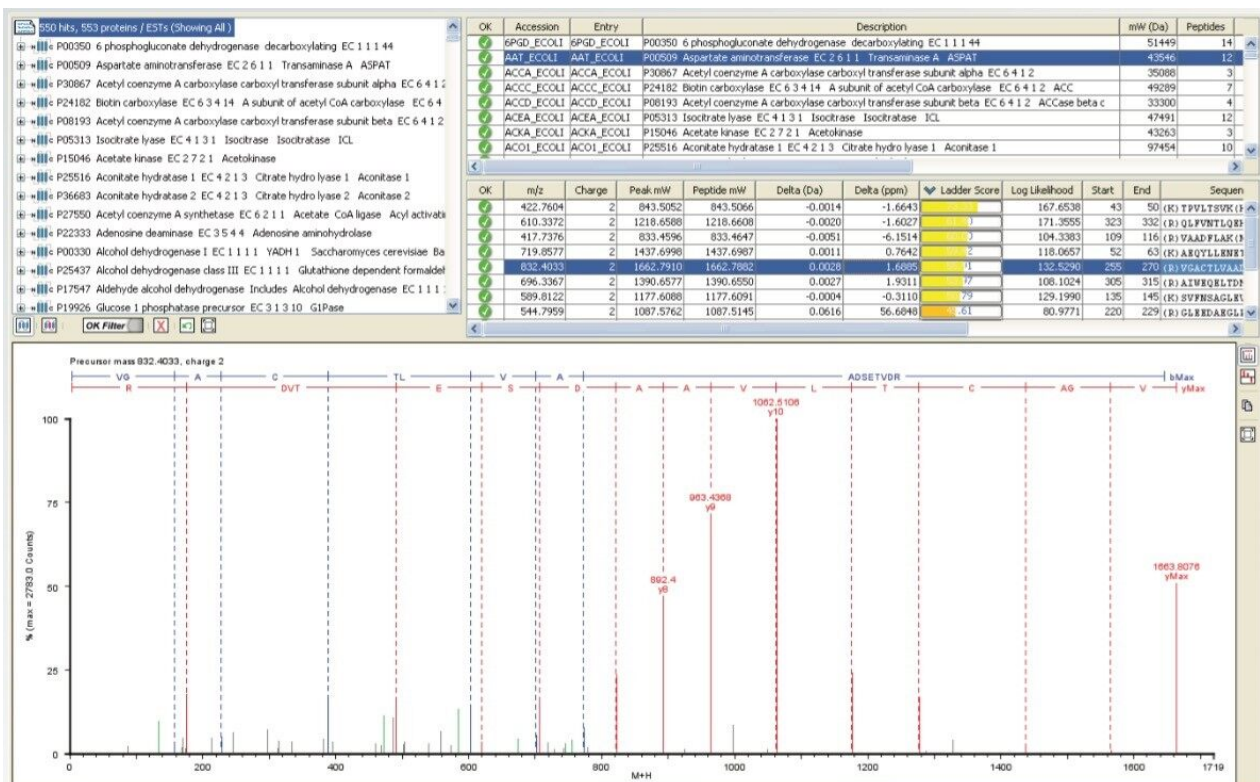 550 hits, 553 proteins / ESTs (Showing All )
P00350 6 phosphogluconate dehydrogenase decarboxylating EC 1 1 1 44
P00509 Aspartate aminotransferase EC 2 6 1 1 Transaminase A ASPAT
P30867 Acetyl coenzyme A carboxylase carboxyl transferase subunit alpha EC 6 4 1 2
P24182 Biotin carboxylase EC 6 3 4 14 A subunit of acetyl CoA carboxylase EC 6 4
P08193 Acetyl coenzyme A carboxylase carboxyl transferase subunit beta EC 6 4 1 2
P05313 Isocitrate lyase EC 4 1 3 1 Isocitrase Isocitratase ICL
P15046 Acetate kinase EC 2 7 2 1 Acetokinase
P25516 Aconitate hydratase 1 EC 4 2 1 3 Citrate hydro lyase 1 Aconitase 1
P36683 Aconitate hydratase 2 EC 4 2 1 3 Citrate hydro lyase 2 Aconitase 2
P27550 Acetyl coenzyme A synthetase EC 6 2 1 1 Acetate CoA ligase Acyl activati
P22333 Adenosine deaminase EC 3 5 4 4 Adenosine aminohydrolase
P00330 Alcohol dehydrogenase I EC 1 1 1 1 YADH 1 Saccharomyces cerevisiae Ba
P25437 Alcohol dehydrogenase class III EC 1 1 1 1 Glutathione dependent formaldeh
P17547 Aldehyde alcohol dehydrogenase Includes Alcohol dehydrogenase EC 1 1 1
P19926 Glucose 1 phosphatase precursor EC 3 1 3 10 G1Pase
OK Filter
OK Accession Entry Description mW (Da) Peptides
6PGD_ECOLI 6PGD_ECOLI P00350 6 phosphogluconate dehydrogenase decarboxylating EC 1 1 1 44 51449 14
AAT_ECOLI AAT_ECOLI P00509 Aspartate aminotransferase EC 2 6 1 1 Transaminase A ASPAT 43546 12
ACCA_ECOLI ACCA_ECOLI P30867 Acetyl coenzyme A carboxylase carboxyl transferase subunit alpha EC 6 4 1 2 35088 3
ACCC_ECOLI ACCC_ECOLI P24182 Biotin carboxylase EC 6 3 4 14 A subunit of acetyl CoA carboxylase EC 6 4 1 2 ACC 49289 7
ACCD_ECOLI ACCD_ECOLI P08193 Acetyl coenzyme A carboxylase carboxyl transferase subunit beta EC 6 4 1 2 ACCase beta c 33300 4
ACEA_ECOLI ACEA_ECOLI P05313 Isocitrate lyase EC 4 1 3 1 Isocitrase Isocitratase ICL 47491 12
ACKA_ECOLI ACKA_ECOLI P15046 Acetate kinase EC 2 7 2 1 Acetokinase 43263 3
ACO1_ECOLI ACO1_ECOLI P25516 Aconitate hydratase 1 EC 4 2 1 3 Citrate hydro lyase 1 Aconitase 1 97454 10
OK m/z Charge Peak mW Peptide mW Delta (Da) Delta (ppm) Ladder Score Log Likelihood Start End Sequen
422.7604 2 843.5052 843.5066 -0.0014 -1.6643 167.6538 43 50 (K) TPVLTSVK
610.3372 2 1218.6588 1218.6608 -0.0020 -1.6027 171.3555 323 332 (R) QLFVNTLQE
417.7376 2 833.4596 833.4647 -0.0051 -6.1514 104.3383 109 116 (R) VAADFLAK
719.8577 2 1437.6998 1437.6987 0.0011 0.7642 118.0657 52 63 (K) AEQYLLENE
832.4033 2 1662.7910 1662.7882 0.0028 1.6885 132.5290 255 270 (R) VGACTLVAAD
696.3367 2 1390.6577 1390.6550 0.0027 1.9311 108.1024 305 315 (R) AIWEQELTD
589.8122 2 1177.6088 1177.6091 -0.0004 -0.3110 129.1990 135 145 (K) SVFNSAGLE
544.7959 2 1087.5762 1087.5145 0.0616 56.6848 80.9771 220 229 (R) GLEEDAEGL
Precursor mass 832.4033, charge 2
VG A C TL V A ADSETVDR bMax
R DVT E S D A A V L T C AG V yMax
1062.5106
y10
963.4368
y9
892.4
y8
1663.8076
yMax
% (max = 2783.0 Counts)
100
75
50
25
0
0 200 400 600 800 1000 1200 1400 1600 1719
M+H